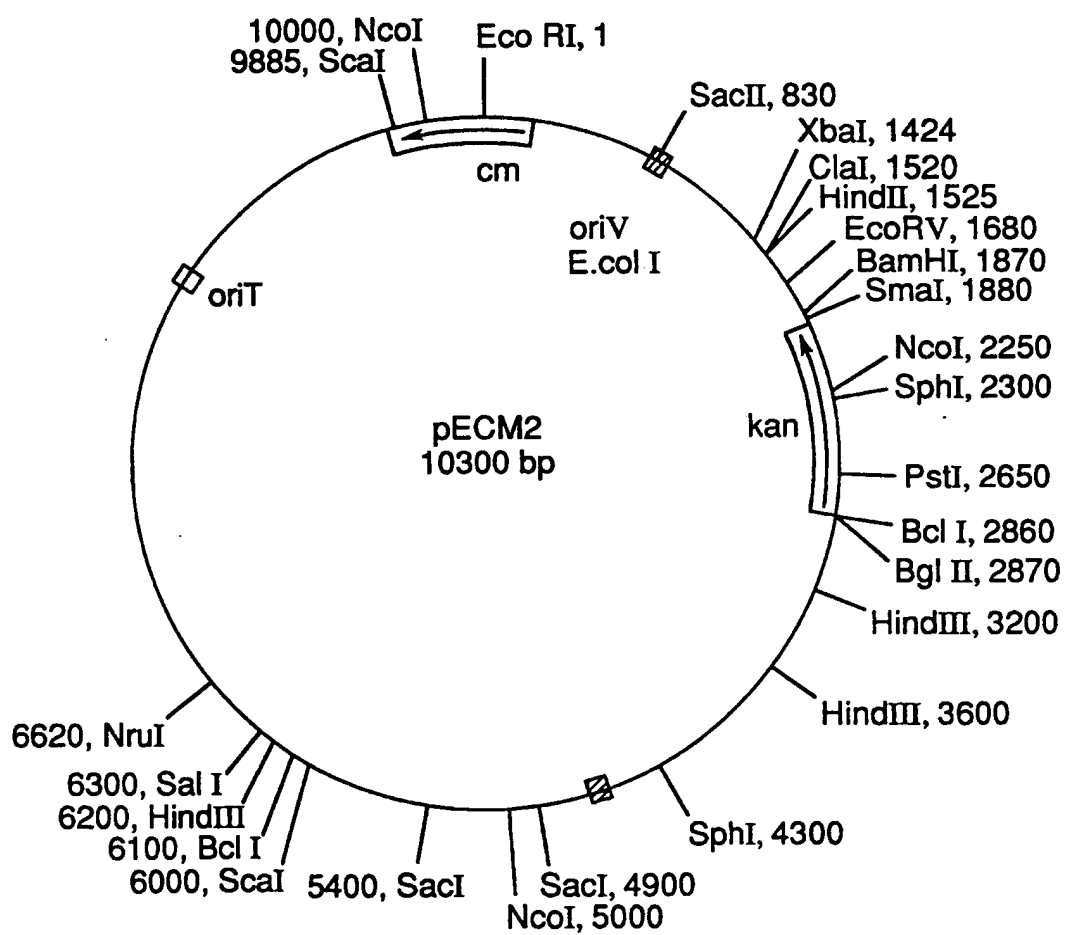 10000, NcoI
9885, ScaI
Eco RI, 1
SacII, 830
XbaI, 1424
ClaI, 1520
HindII, 1525
EcoRV, 1680
BamHI, 1870
SmaI, 1880
NcoI, 2250
SphI, 2300
PstI, 2650
Bcl I, 2860
Bgl II, 2870
HindIII, 3200
HindIII, 3600
SphI, 4300
SacI, 4900
NcoI, 5000
5400, SacI
6000, ScaI
6100, Bcl I
6200, HindIII
6300, Sal I
6620, NruI
oriT
cm
oriV
E.col I
kan
pECM2
10300 bp